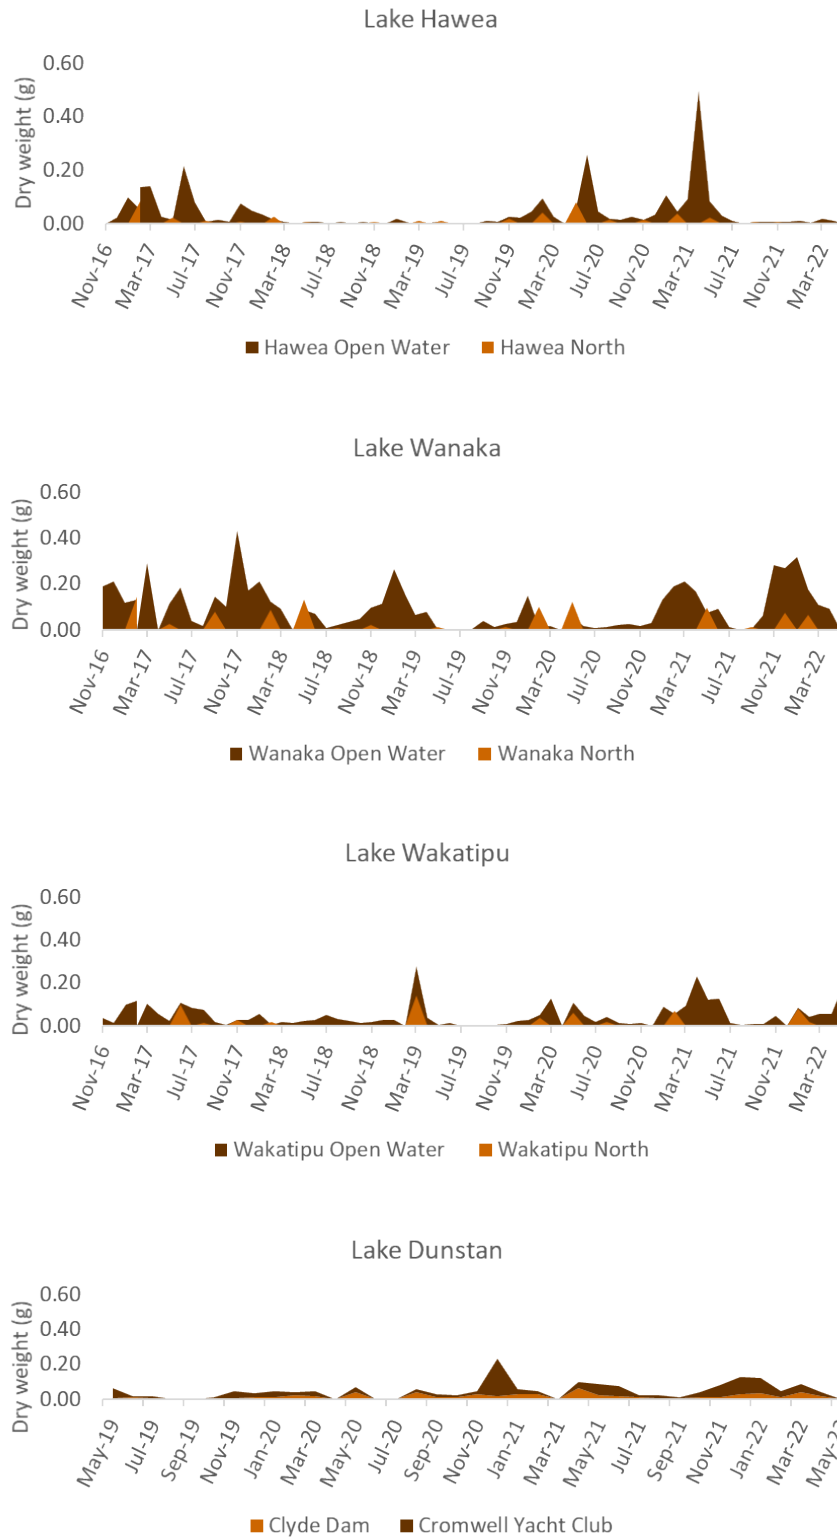 Lake Hawea
Dry weight (g)
0.60
0.40
0.20
0.00
Nov-16 Mar-17 Jul-17 Nov-17 Mar-18 Jul-18 Nov-18 Mar-19 Jul-19 Nov-19 Mar-20 Jul-20 Nov-20 Mar-21 Jul-21 Nov-21 Mar-22
Hawea Open Water Hawea North
Lake Wanaka
Dry weight (g)
0.60
0.40
0.20
0.00
Nov-16 Mar-17 Jul-17 Nov-17 Mar-18 Jul-18 Nov-18 Mar-19 Jul-19 Nov-19 Mar-20 Jul-20 Nov-20 Mar-21 Jul-21 Nov-21 Mar-22
Wanaka Open Water Wanaka North
Lake Wakatipu
Dry weight (g)
0.60
0.40
0.20
0.00
Nov-16 Mar-17 Jul-17 Nov-17 Mar-18 Jul-18 Nov-18 Mar-19 Jul-19 Nov-19 Mar-20 Jul-20 Nov-20 Mar-21 Jul-21 Nov-21 Mar-22
Wakatipu Open Water Wakatipu North
Lake Dunstan
Dry weight (g)
0.60
0.40
0.20
0.00
May-19 Jul-19 Sep-19 Nov-19 Jan-20 Mar-20 May-20 Jul-20 Sep-20 Nov-20 Jan-21 Mar-21 May-21 Jul-21 Sep-21 Nov-21 Jan-22 Mar-22
Clyde Dam Cromwell Yacht Club